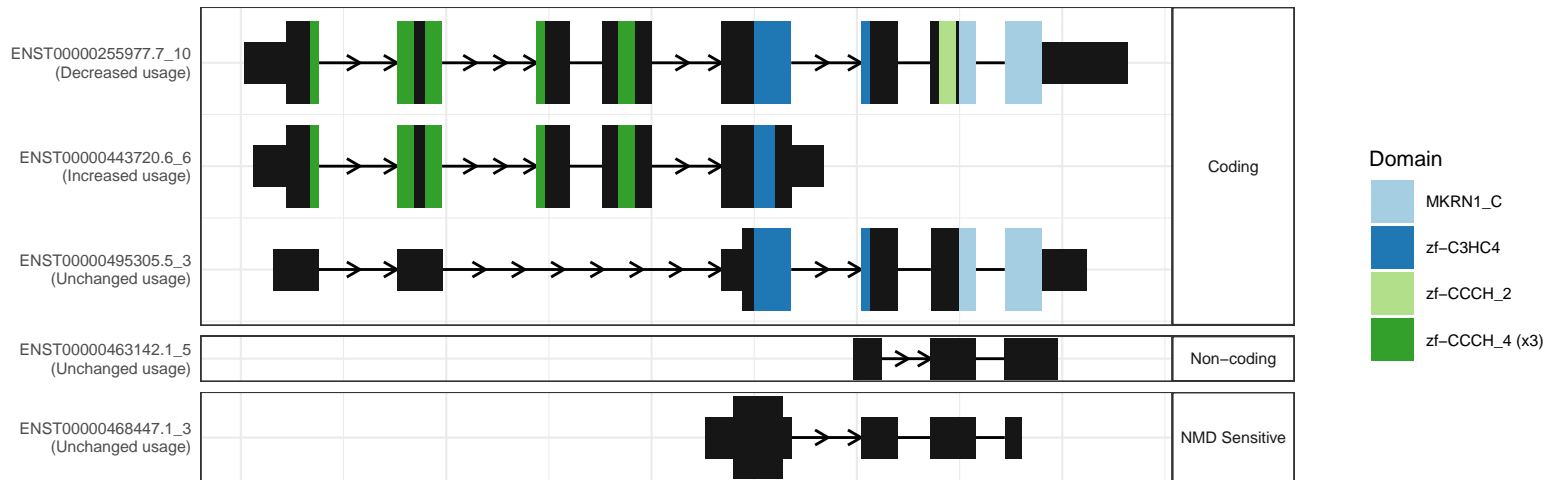 ENST00000255977.7_10
(Decreased usage)
ENST00000443720.6_6
(Increased usage)
ENST00000495305.5_3
(Unchanged usage)
Coding
ENST00000463142.1_5
(Unchanged usage)
Non−coding
ENST00000468447.1_3
(Unchanged usage)
NMD Sensitive
Domain
MKRN1_C
zf−C3HC4
zf−CCCH_2
zf−CCCH_4 (x3)